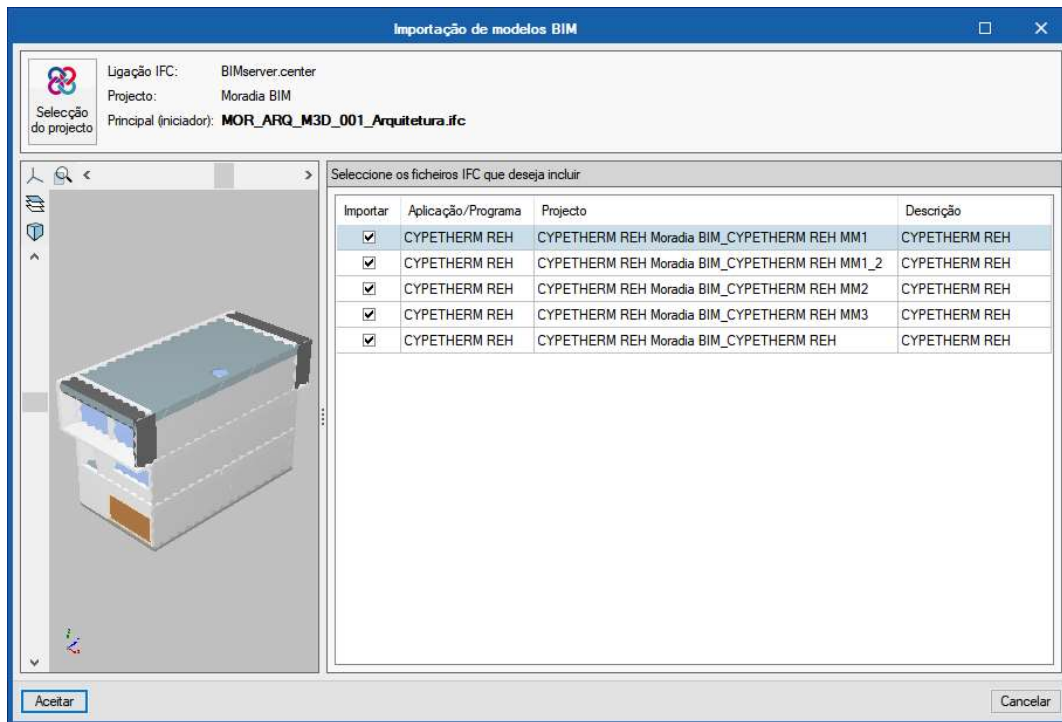 Importação de modelos BIM
Ligação IFC: BIMserver.center
Projecto: Moradia BIM
Principal (iniciador): MOR_ARQ_M3D_001_Arquitetura.ifc
Selecção
do projecto
Seleccione os ficheiros IFC que deseja incluir
Importar Aplicação/Programa Projecto Descrição
CYPETHERM REH CYPETHERM REH Moradia BIM_CYPETHERM REH MM1 CYPETHERM REH
CYPETHERM REH CYPETHERM REH Moradia BIM_CYPETHERM REH MM1_2 CYPETHERM REH
CYPETHERM REH CYPETHERM REH Moradia BIM_CYPETHERM REH MM2 CYPETHERM REH
CYPETHERM REH CYPETHERM REH Moradia BIM_CYPETHERM REH MM3 CYPETHERM REH
CYPETHERM REH CYPETHERM REH Moradia BIM_CYPETHERM REH CYPETHERM REH
Aceitar Cancelar